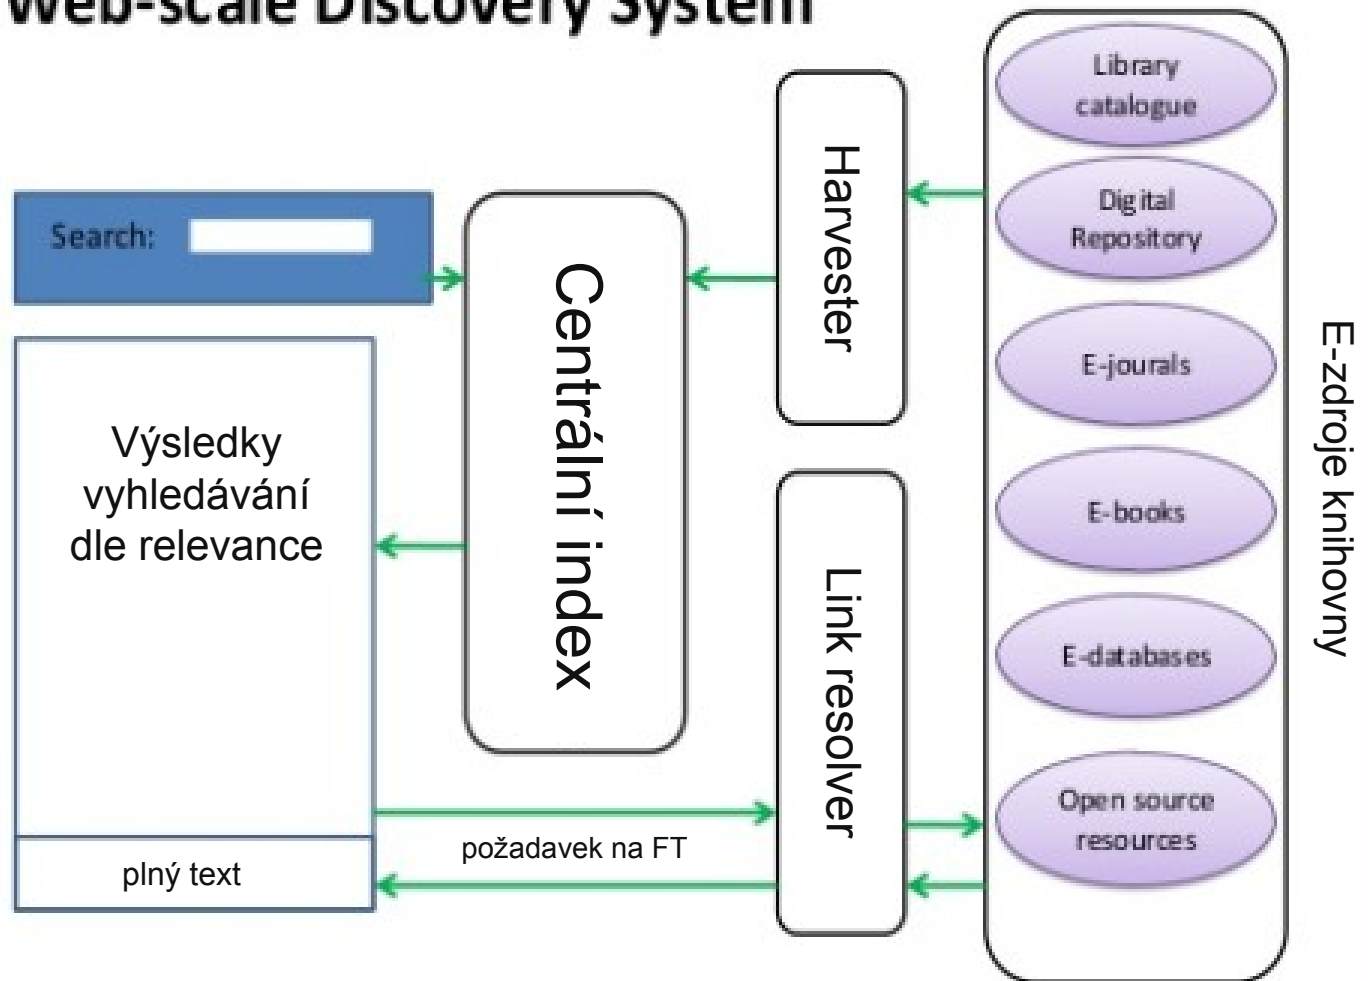 Web-scale Discovery System
Search:
Výsledky
vyhledávání
dle relevance
plný text
Centrální index
požadavek na FT
Harvester
Link resolver
Library
catalogue
Digital
Repository
E-jourals
E-books
E-databases
Open source
resources
E-zdroje knihovny